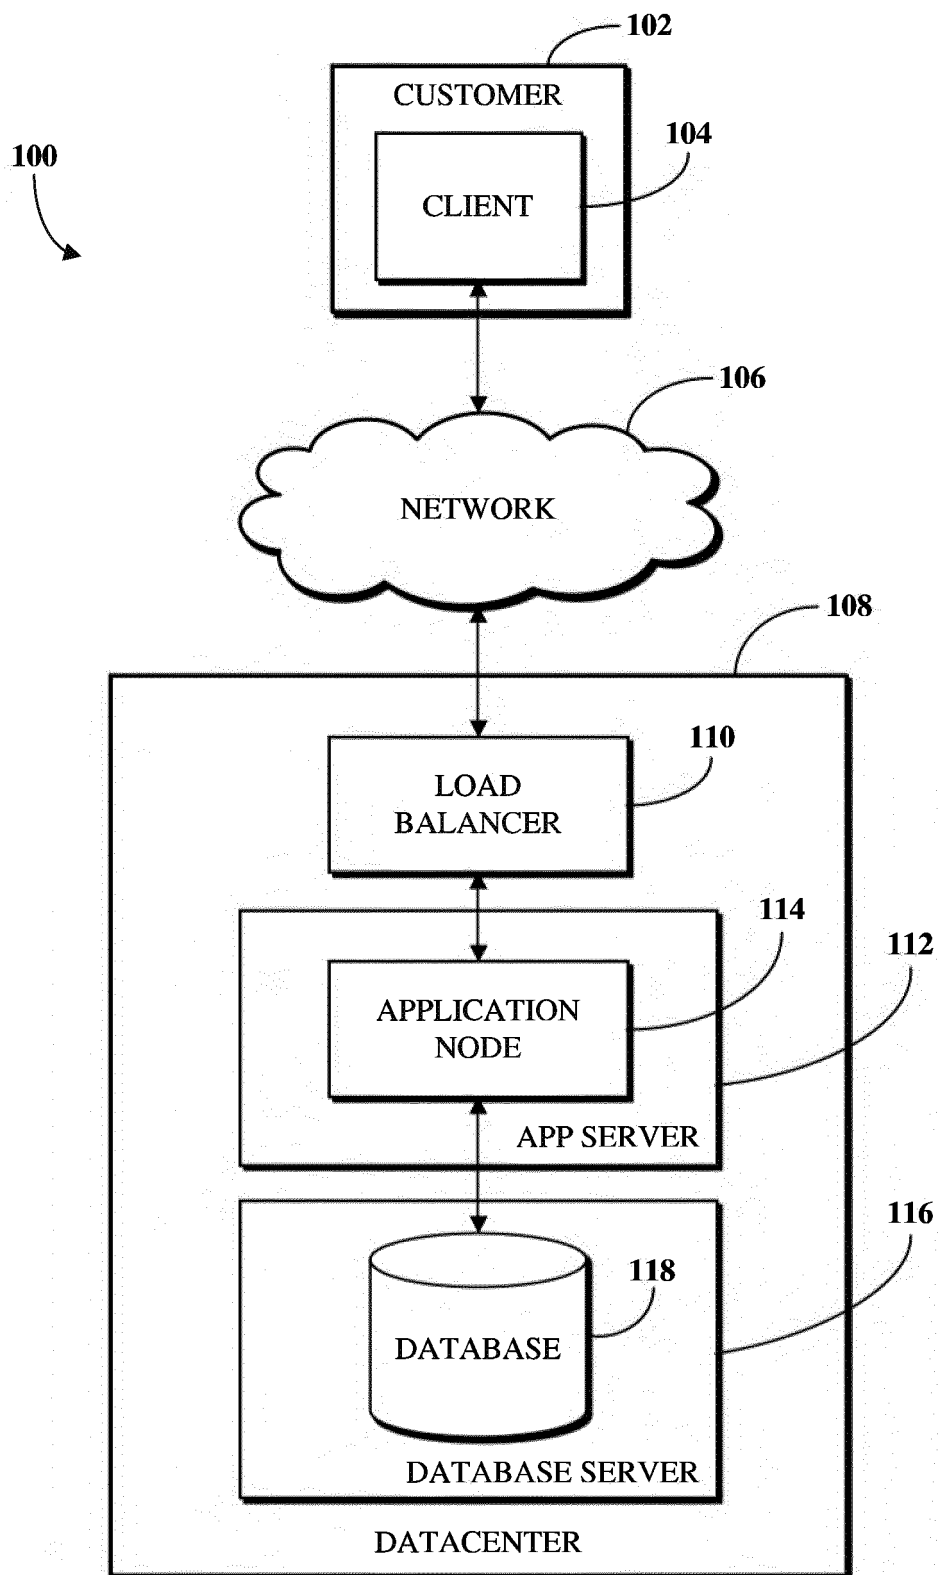 102
CUSTOMER
104
100
CLIENT
106
NETWORK
108
110
LOAD
BALANCER
114
112
APPLICATION
NODE
APP SERVER
116
118
DATABASE
DATABASE SERVER
DATACENTER